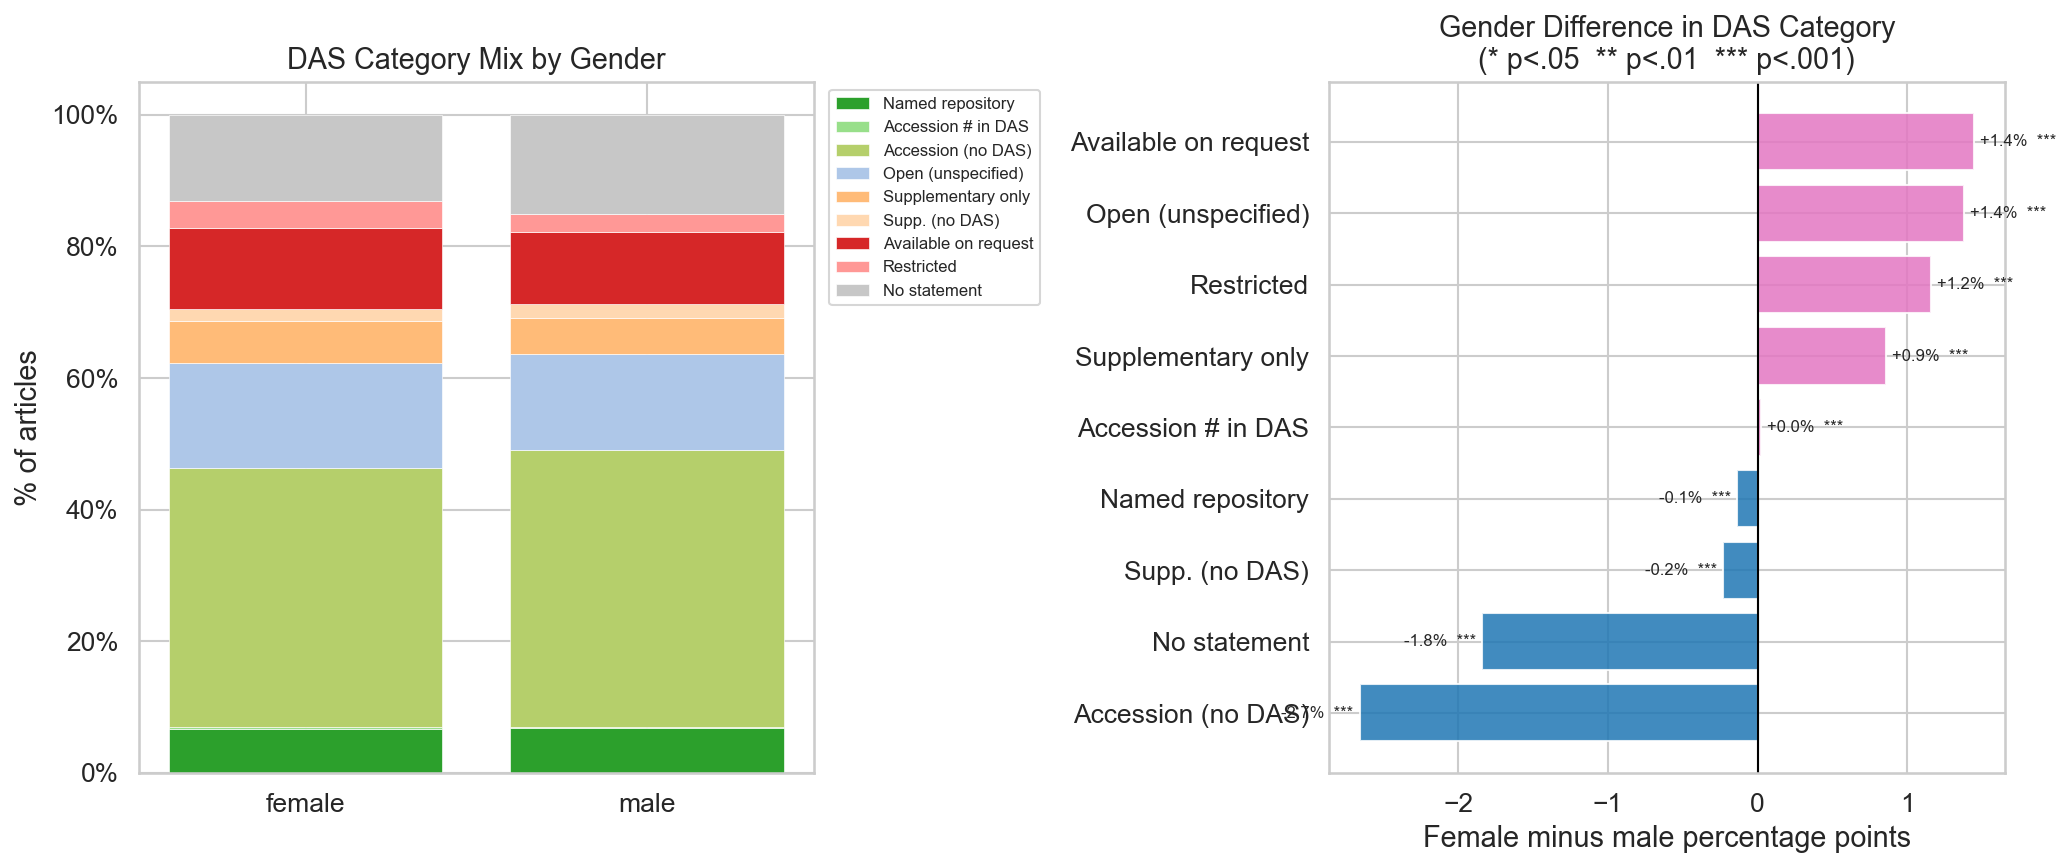 DAS Category Mix by Gender
% of articles
100%
80%
60%
40%
20%
0%
female
male
Named repository
Accession # in DAS
Accession (no DAS)
Open (unspecified)
Supplementary only
Supp. (no DAS)
Available on request
Restricted
No statement
Gender Difference in DAS Category
(* p<.05  ** p<.01  *** p<.001)
Available on request
+1.4%  ***
Open (unspecified)
+1.4%  ***
Restricted
+1.2%  ***
Supplementary only
+0.9%  ***
Accession # in DAS
+0.0%  ***
Named repository
-0.1%  ***
Supp. (no DAS)
-0.2%  ***
No statement
-1.8%  ***
Accession (no DAS)
-2.7%  ***
−2
−1
0
1
Female minus male percentage points